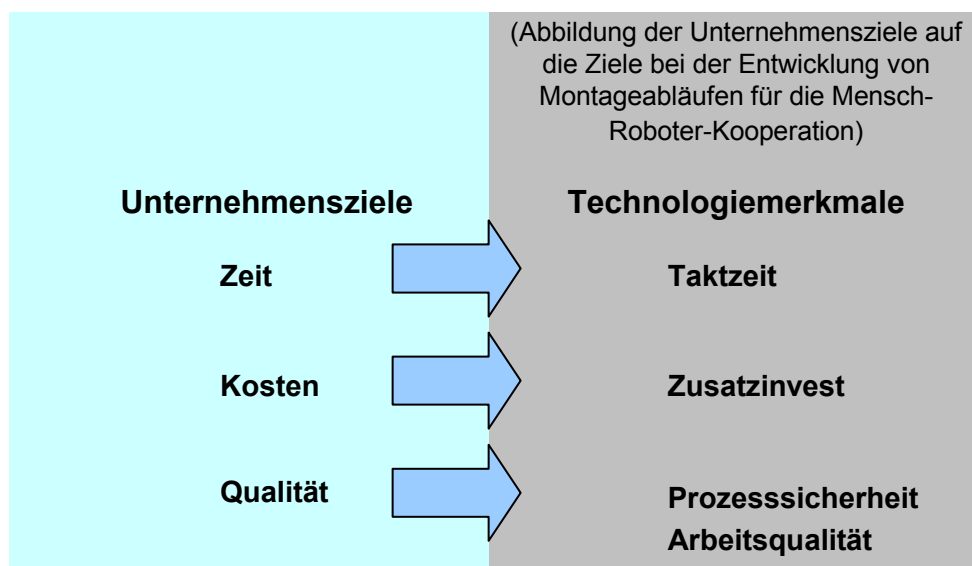 (Abbildung der Unternehmensziele auf
die Ziele bei der Entwicklung von
Montageabläufen für die Mensch-
Roboter-Kooperation)
Unternehmensziele
Technologiemerkmale
Zeit
Taktzeit
Kosten
Zusatzinvest
Qualität
Prozesssicherheit
Arbeitsqualität